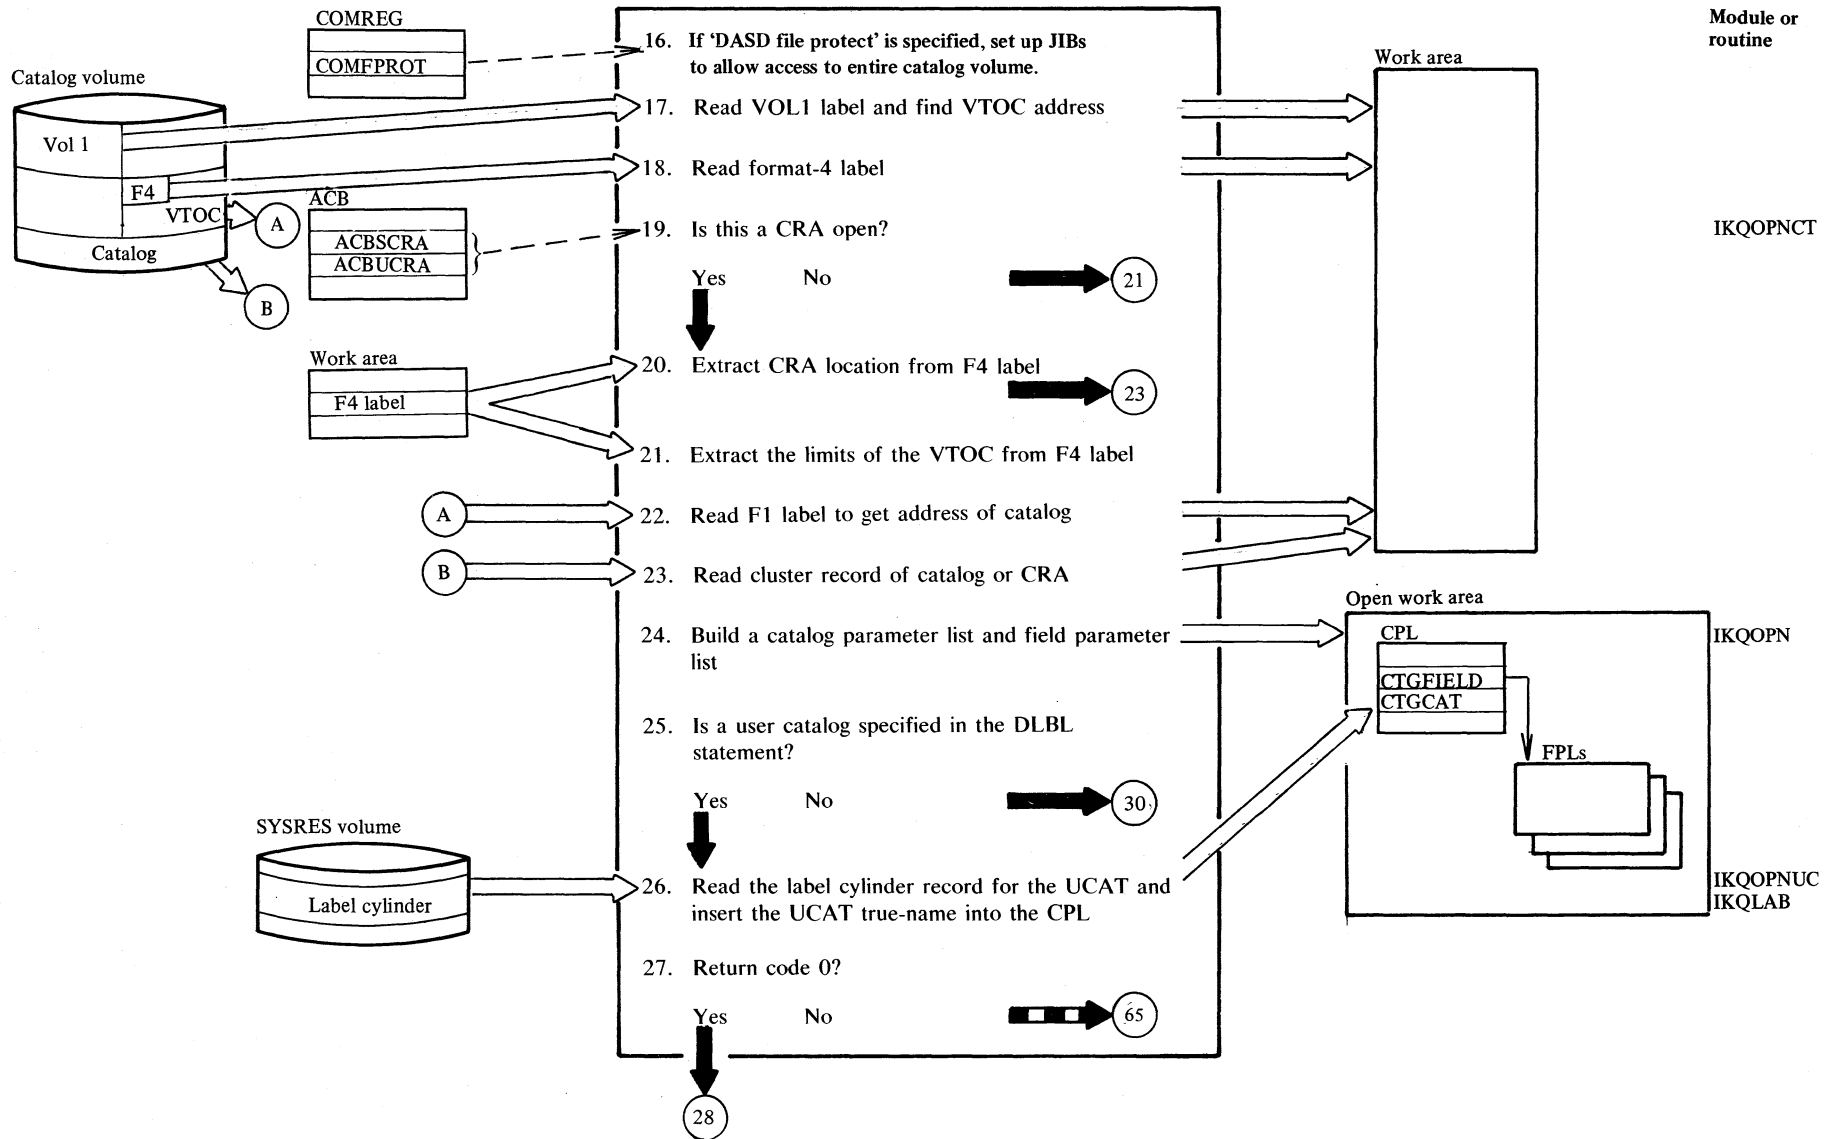 Module or
routine
COMREG
COMFPROT
Catalog volume
Vol 1
F4
VTOC
A
Catalog
B
ACB
ACBSCRA
ACBUCRA
Work area
F4 label
A
B
SYSRES volume
Label cylinder
16. If ‘DASD file protect’ is specified, set up JIBs
to allow access to entire catalog volume.
17. Read VOL1 label and find VTOC address
18. Read format-4 label
19. Is this a CRA open?
Yes No 21
20. Extract CRA location from F4 label
23
21. Extract the limits of the VTOC from F4 label
22. Read F1 label to get address of catalog
23. Read cluster record of catalog or CRA
24. Build a catalog parameter list and field parameter
list
25. Is a user catalog specified in the DLBL
statement?
Yes No 30
26. Read the label cylinder record for the UCAT and
insert the UCAT true-name into the CPL
27. Return code 0?
Yes No 65
28
Work area
IKQOPNCT
Open work area
CPL
CTGFIELD
CTGCAT
FPLs
IKQOPN
IKQOPNUC
IKQLAB